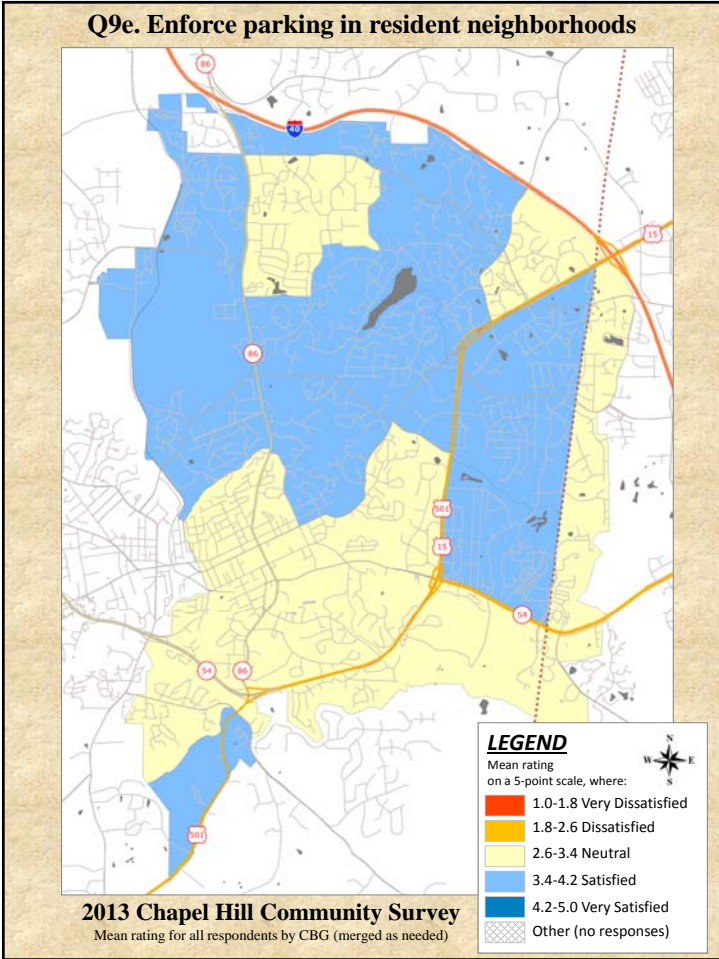 Q9e. Enforce parking in resident neighborhoods
86
40
15
86
501
15
54
54
86
501
LEGEND
N
W E
S
Mean rating
on a 5-point scale, where:
1.0-1.8 Very Dissatisfied
1.8-2.6 Dissatisfied
2.6-3.4 Neutral
3.4-4.2 Satisfied
4.2-5.0 Very Satisfied
Other (no responses)
2013 Chapel Hill Community Survey
Mean rating for all respondents by CBG (merged as needed)